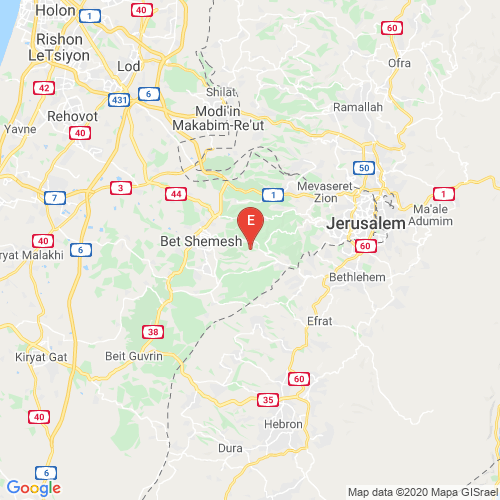 Holon
40
1
Rishon
LeTsiyon
60
Ofra
Lod
42
6
Shilat
431
Ramallah
Rehovot
Modi'in
Makabim-Re'ut
Yavne
40
50
3
7
44
1
Mevaseret
Zion
1
Ma'ale
Adumim
E
Jerusalem
40
Bet Shemesh
60
6
ryat Malakhi
Bethlehem
Efrat
38
Kiryat Gat
Beit Guvrin
60
35
40
Hebron
Dura
6
Google
Map data ©2020 Mapa GISrael